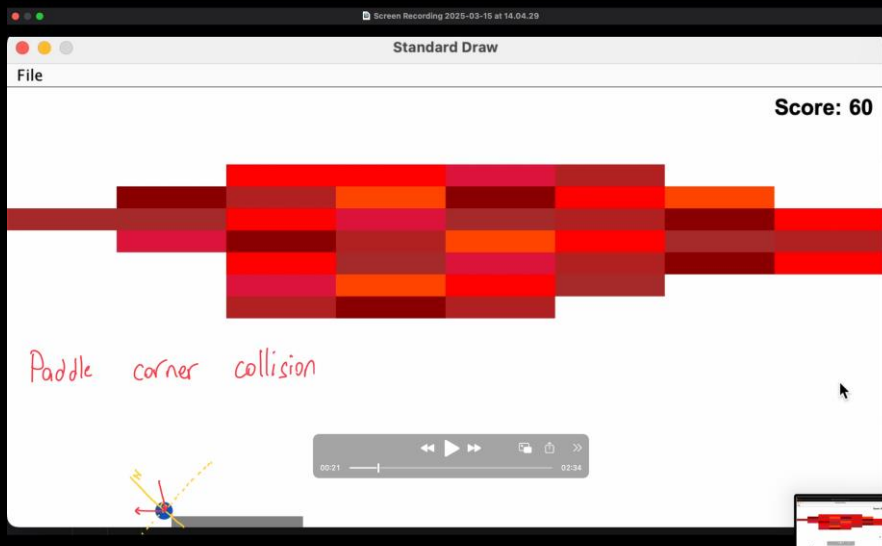 Screen Recording 2025-03-15 at 14.04.29
Standard Draw
File
Score: 60
Paddle corner collision
00:21
02:34
N